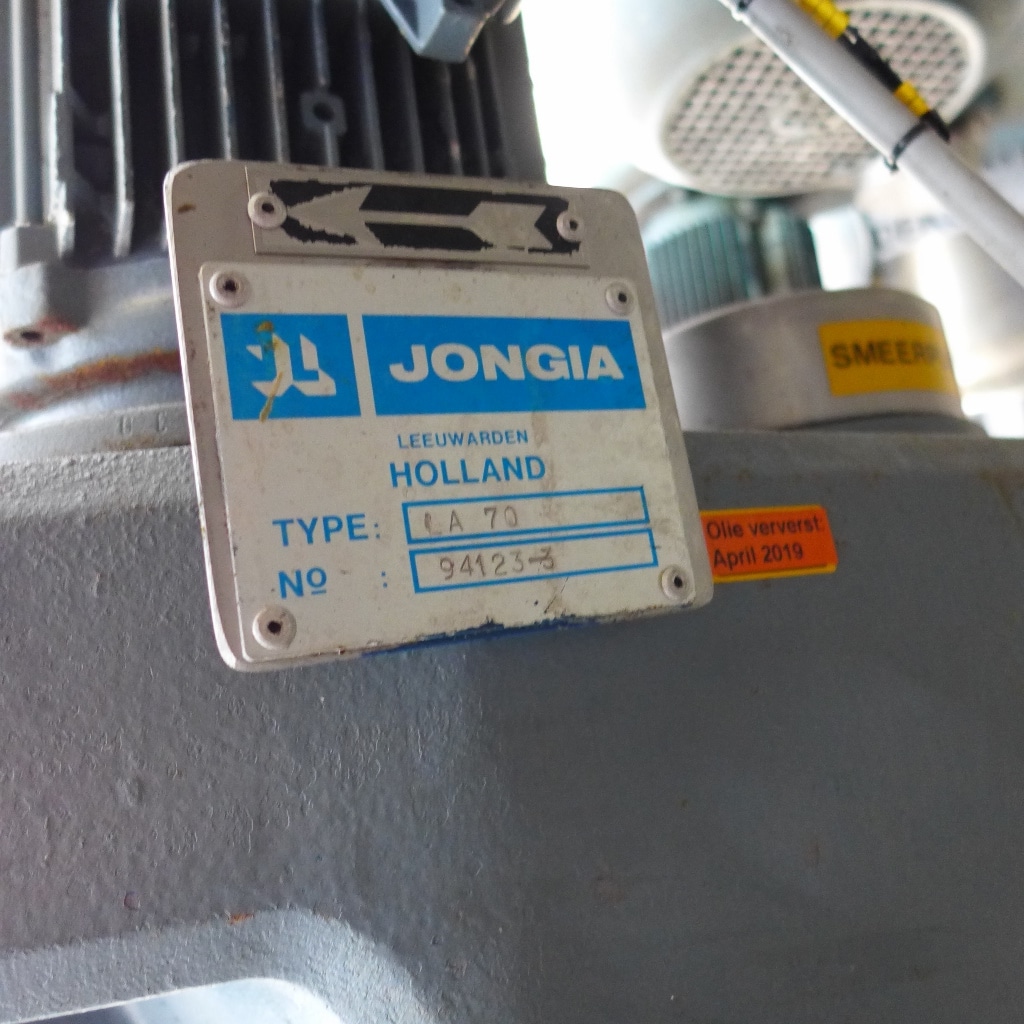 JONGIA
LEEUWARDEN
HOLLAND
TYPE: LA 70
Nº : 94123-3
Olie ververst:
April 2019